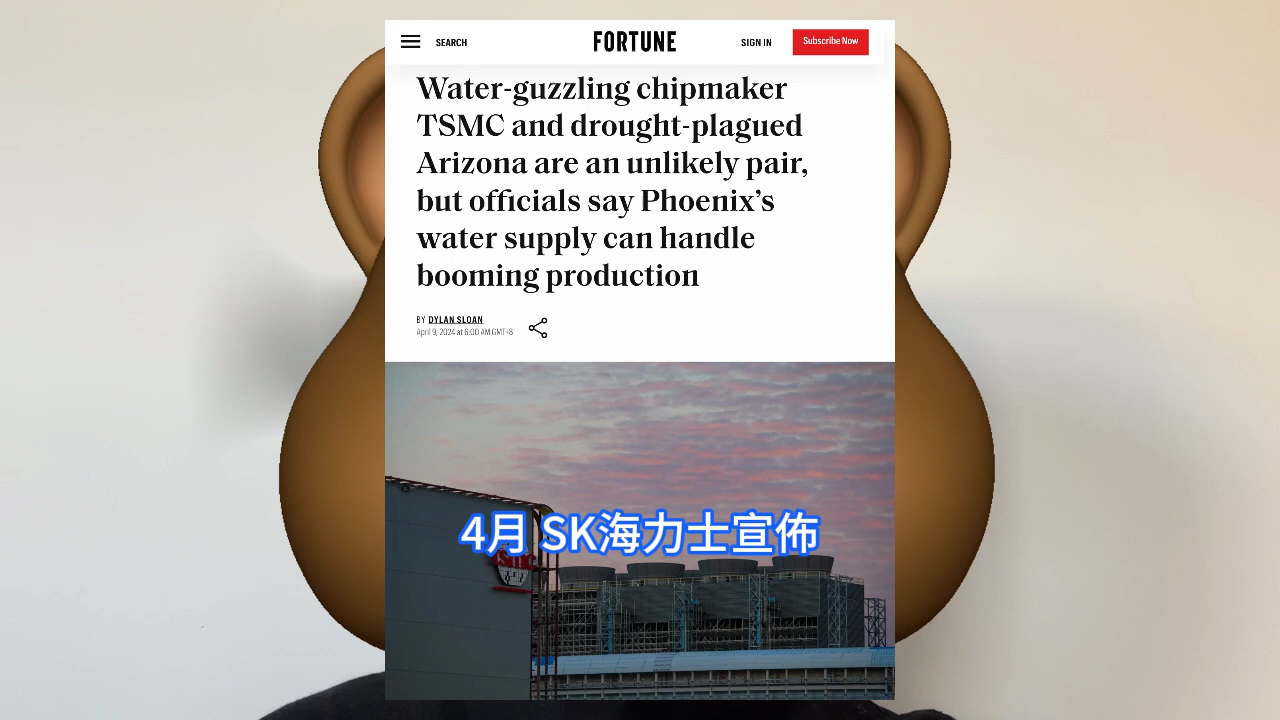 SEARCH
FORTUNE
SIGN IN
Subscribe Now
Water-guzzling chipmaker
TSMC and drought-plagued
Arizona are an unlikely pair,
but officials say Phoenix's
water supply can handle
booming production
BY DYLAN SLOAN
April 9, 2024 at 6:00 AM GMT+8
4月 SK海力士宣佈